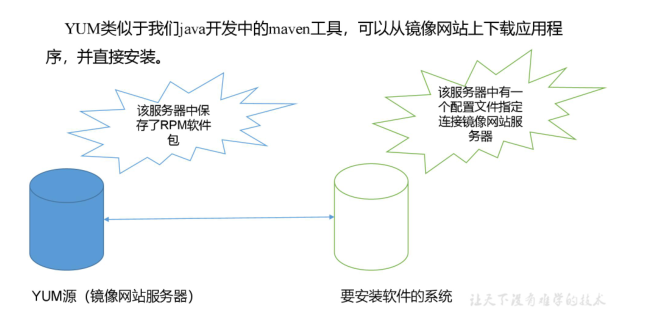 YUM类似于我们java开发中的maven工具，可以从镜像网站上下载应用程
序，并直接安装。
该服务器中保
存了RPM软件
包
该服务器中有一
个配置文件指定
连接镜像网站服
务器
YUM源（镜像网站服务器）
要安装软件的系统
让天下没有难学的技术